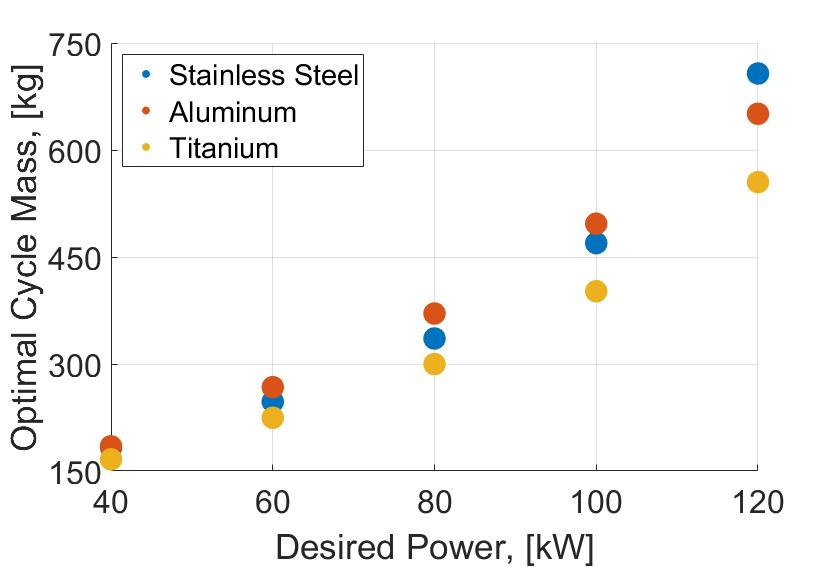 Optimal Cycle Mass, [kg]
750
600
450
300
150
Stainless Steel
Aluminum
Titanium
40 60 80 100 120
Desired Power, [kW]